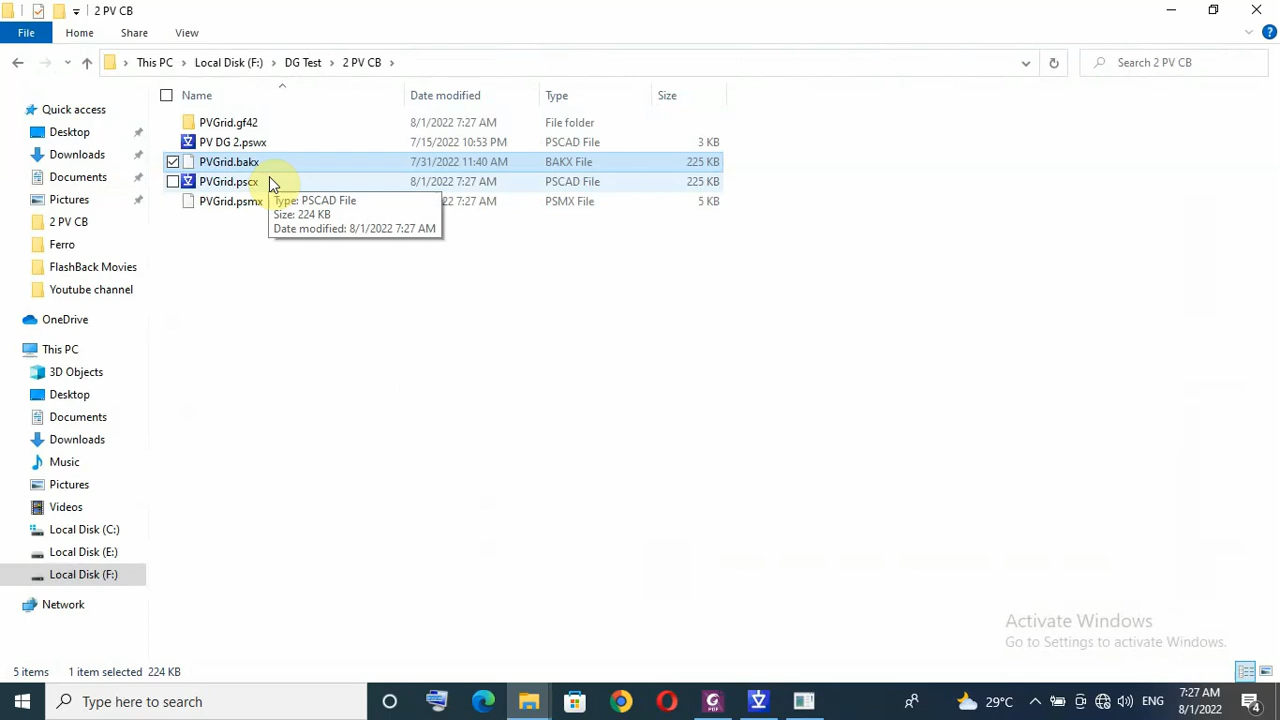 2 PV CB
File Home Share View
This PC Local Disk (F:) DG Test 2 PV CB Search 2 PV CB
Name Date modified Type Size
PVGrid.gf42 8/1/2022 7:27 AM File folder
PV DG 2.pswx 7/15/2022 10:53 PM PSCAD File 3 KB
PVGrid.bakx 7/31/2022 11:40 AM BAKX File 225 KB
PVGrid.pscx 8/1/2022 7:27 AM PSCAD File 225 KB
PVGrid.psmx 7:27 AM PSMX File 5 KB
Type: PSCAD File
Size: 224 KB
Date modified: 8/1/2022 7:27 AM
Quick access
Desktop
Downloads
Documents
Pictures
2 PV CB
Ferro
FlashBack Movies
Youtube channel
OneDrive
This PC
3D Objects
Desktop
Documents
Downloads
Music
Pictures
Videos
Local Disk (C:)
Local Disk (E:)
Local Disk (F:)
Network
Activate Windows
Go to Settings to activate Windows.
5 items 1 item selected 224 KB
Type here to search 29°C ENG 7:27 AM
8/1/2022 4